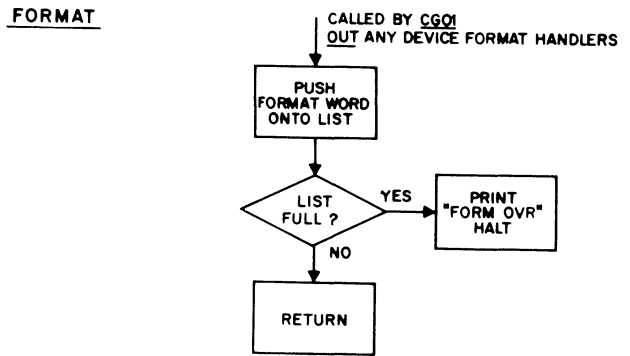 FORMAT
CALLED BY CGO1
OUT ANY DEVICE FORMAT HANDLERS
PUSH
FORMAT WORD
ONTO LIST
LIST
FULL ?
YES
PRINT
"FORM OVR"
HALT
NO
RETURN